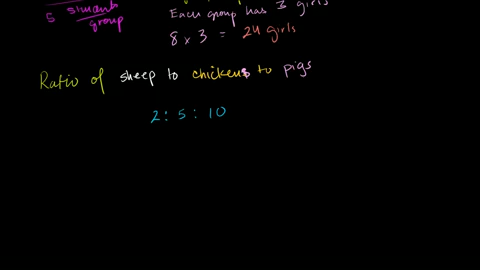 5 students
group
Each group has 3 girls
8 x 3 = 24 girls
Ratio of sheep to chickens to pigs
2 : 5 : 10